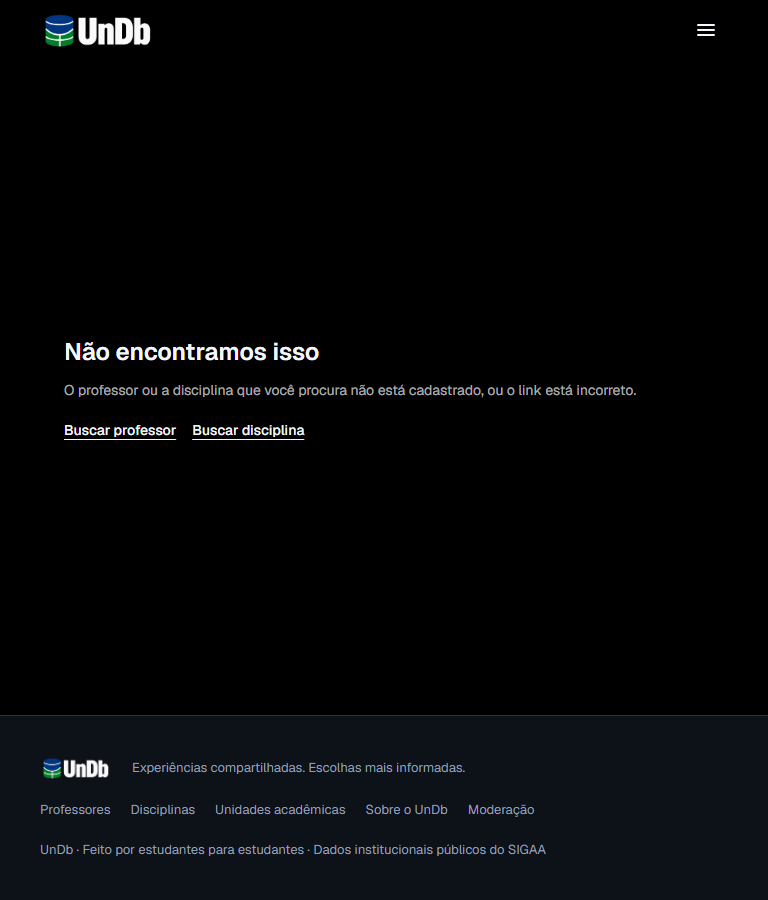 UnDb
Não encontramos isso
O professor ou a disciplina que você procura não está cadastrado, ou o link está incorreto.
Buscar professor Buscar disciplina
UnDb Experiências compartilhadas. Escolhas mais informadas.
Professores Disciplinas Unidades acadêmicas Sobre o UnDb Moderação
UnDb · Feito por estudantes para estudantes · Dados institucionais públicos do SIGAA